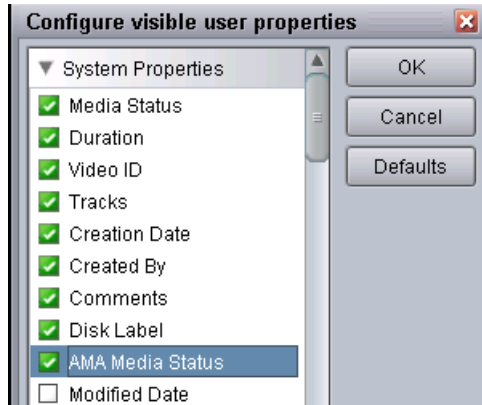 Configure visible user properties
System Properties
OK
Media Status
Cancel
Duration
Video ID
Defaults
Tracks
Creation Date
Created By
Comments
Disk Label
AMA Media Status
Modified Date